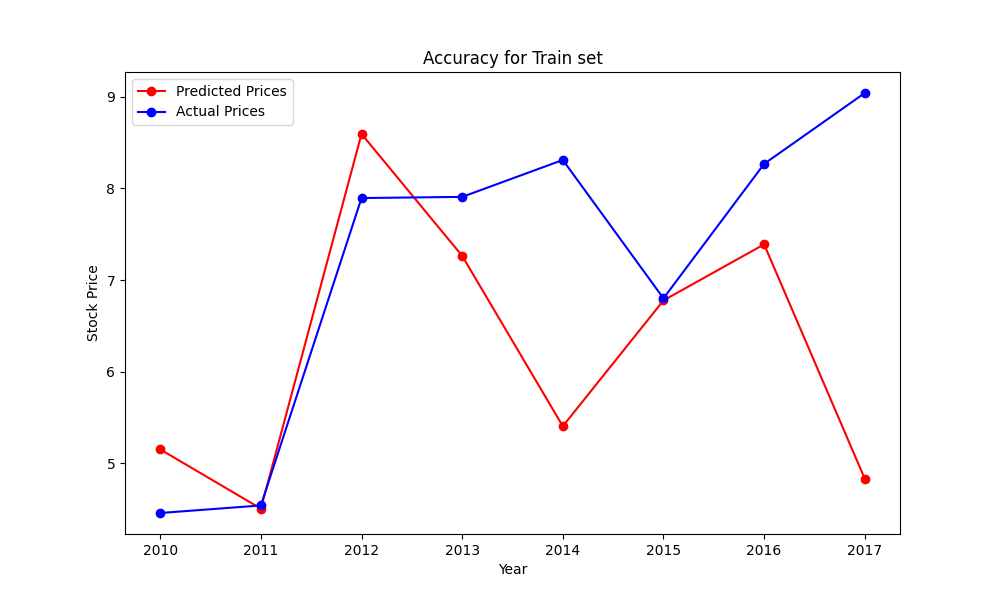 Accuracy for Train set
Predicted Prices
Actual Prices
9
8
7
6
5
Stock Price
2010 2011 2012 2013 2014 2015 2016 2017
Year